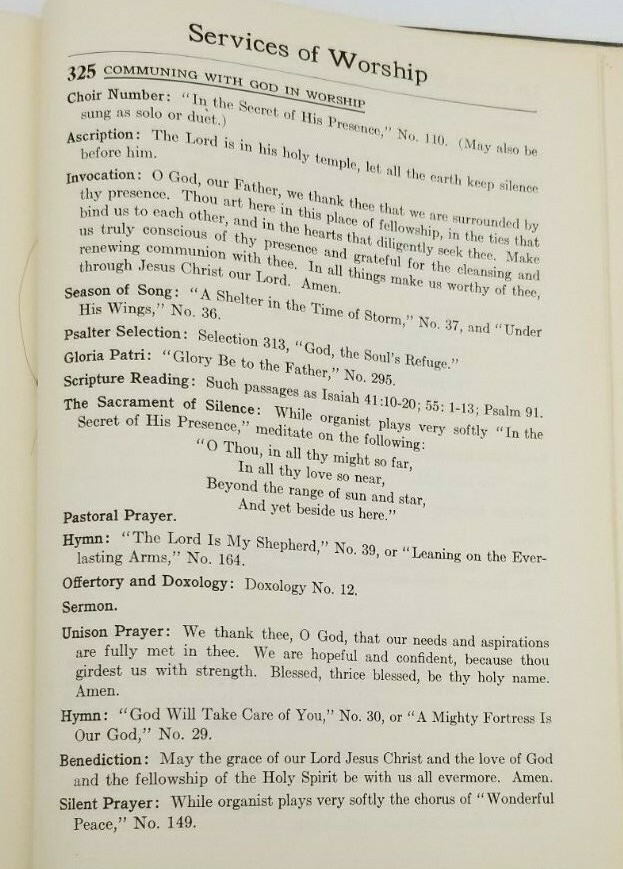 Services of Worship
325 COMMUNING WITH GOD IN WORSHIP
Choir Number: "In the Secret of His Presence," No. 110. (May also be
sung as solo or duet.)
Ascription: The Lord is in his holy temple, let all the earth keep silence
before him.
Invocation: O God, our Father, we thank thee that we are surrounded by
thy presence. Thou art here in this place of fellowship, in the ties that
bind us to each other, and in the hearts that diligently seek thee. Make
us truly conscious of thy presence and grateful for the cleansing and
renewing communion with thee. In all things make us worthy of thee,
through Jesus Christ our Lord. Amen.
Season of Song: "A Shelter in the Time of Storm," No. 37, and "Under
His Wings," No. 36.
Psalter Selection: Selection 313, "God, the Soul's Refuge."
Gloria Patri: "Glory Be to the Father," No. 295.
Scripture Reading: Such passages as Isaiah 41:10-20; 55: 1-13; Psalm 91.
The Sacrament of Silence: While organist plays very softly "In the
Secret of His Presence," meditate on the following:
"O Thou, in all thy might so far,
In all thy love so near,
Beyond the range of sun and star,
And yet beside us here."
Pastoral Prayer.
Hymn: "The Lord Is My Shepherd," No. 39, or "Leaning on the Ever-
lasting Arms," No. 164.
Offertory and Doxology: Doxology No. 12.
Sermon.
Unison Prayer: We thank thee, O God, that our needs and aspirations
are fully met in thee. We are hopeful and confident, because thou
girdest us with strength. Blessed, thrice blessed, be thy holy name.
Amen.
Hymn: "God Will Take Care of You," No. 30, or "A Mighty Fortress Is
Our God," No. 29.
Benediction: May the grace of our Lord Jesus Christ and the love of God
and the fellowship of the Holy Spirit be with us all evermore. Amen.
Silent Prayer: While organist plays very softly the chorus of "Wonderful
Peace," No. 149.